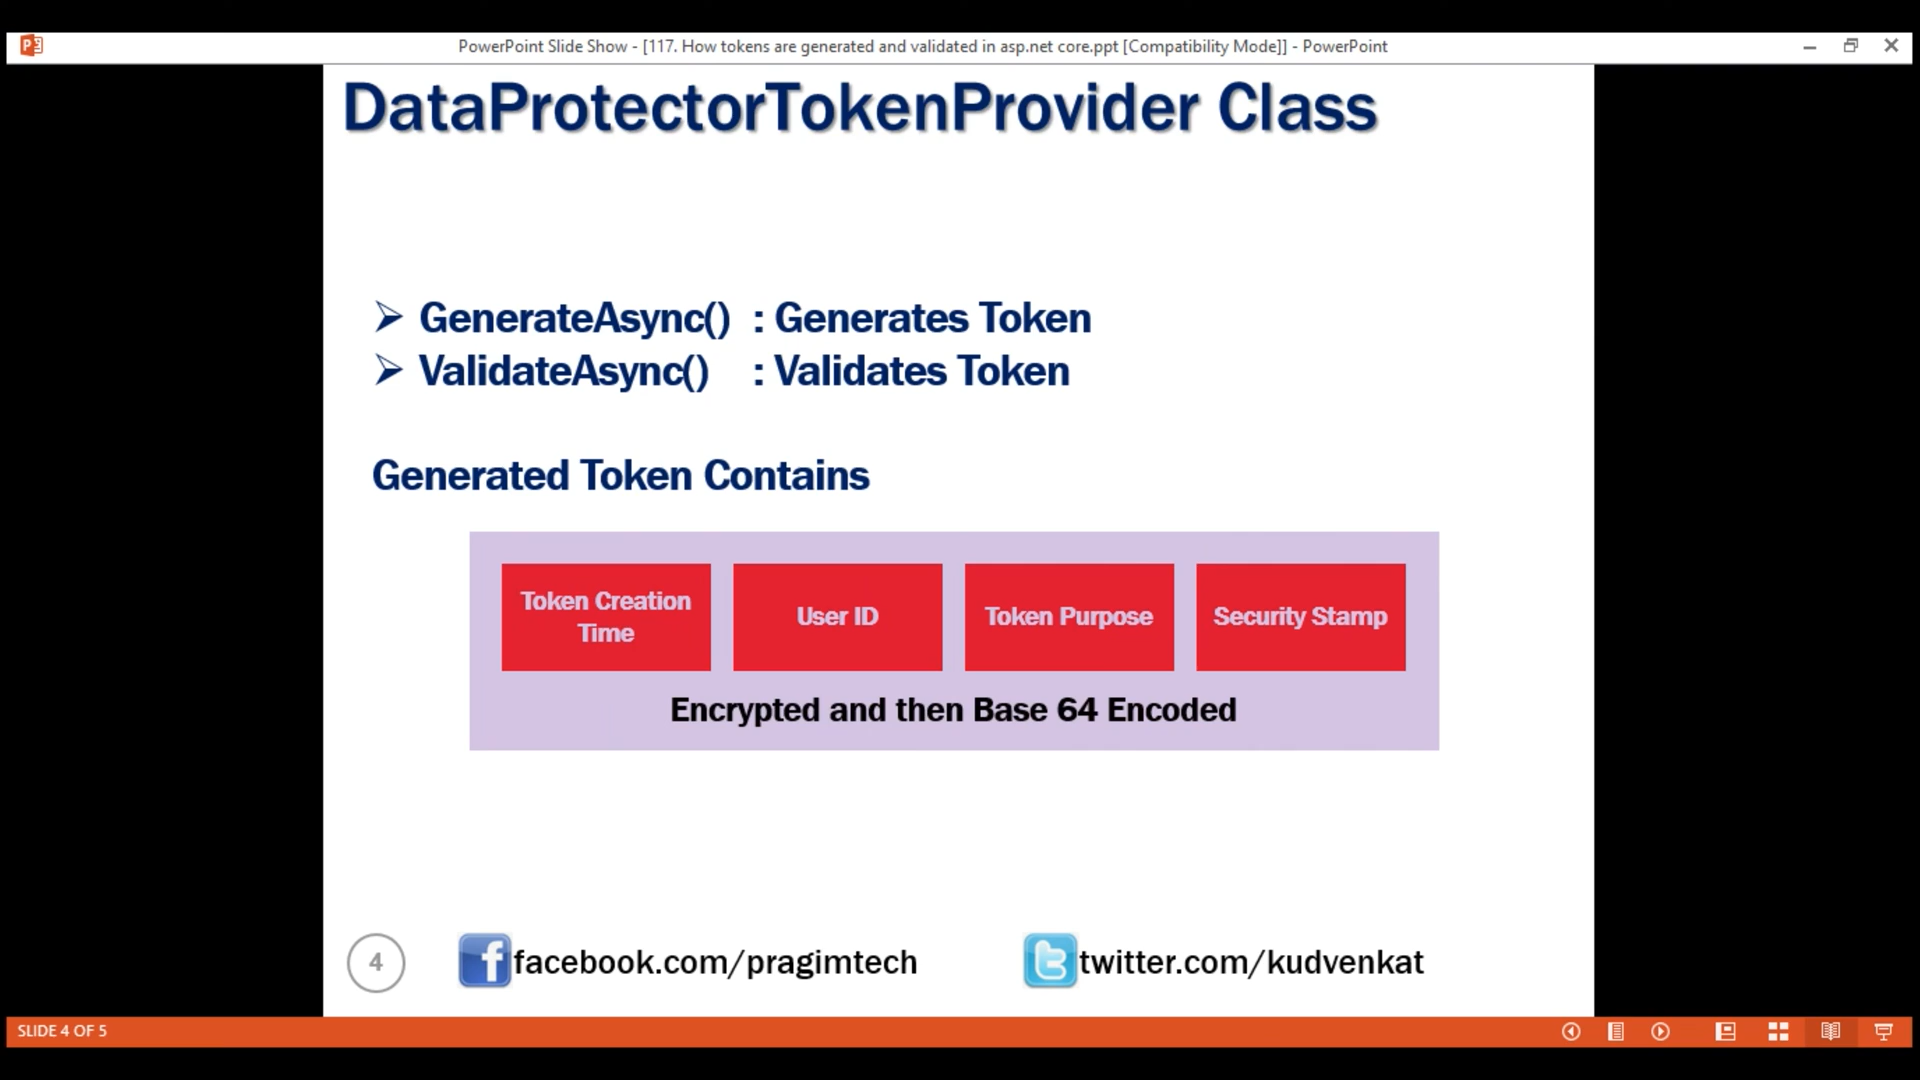 PowerPoint Slide Show - [117. How tokens are generated and validated in asp.net core.ppt [Compatibility Mode]] - PowerPoint
DataProtectorTokenProvider Class
GenerateAsync() : Generates Token
ValidateAsync() : Validates Token
Generated Token Contains
Token Creation
Time
User ID
Token Purpose
Security Stamp
Encrypted and then Base 64 Encoded
4
facebook.com/pragimtech
twitter.com/kudvenkat
SLIDE 4 OF 5